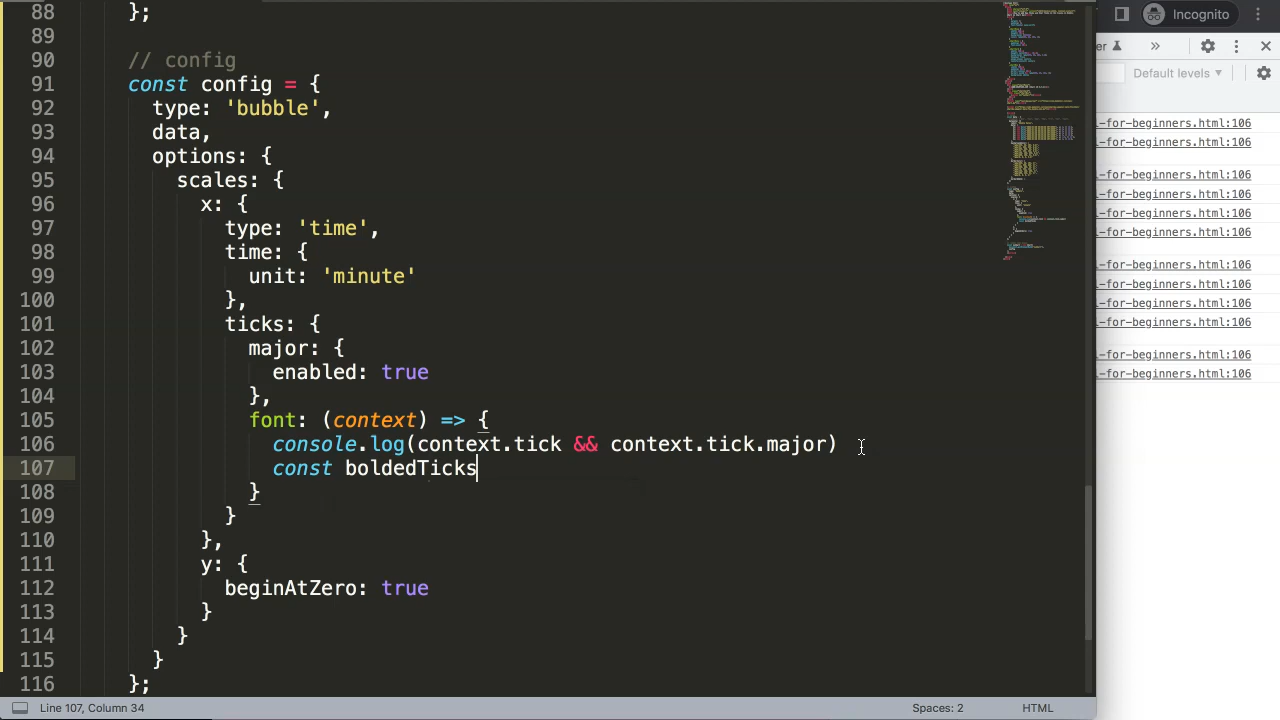 88 };
89
90 // config
91 const config = {
92 type: 'bubble',
93 data,
94 options: {
95 scales: {
96 x: {
97 type: 'time',
98 time: {
99 unit: 'minute'
100 },
101 ticks: {
102 major: {
103 enabled: true
104 },
105 font: (context) => {
106 console.log(context.tick && context.tick.major)
107 const boldedTicks
108 }
109 }
110 },
111 y: {
112 beginAtZero: true
113 }
114 }
115 }
116 };
Line 107, Column 34
Spaces: 2
HTML
Incognito
er
»
Default levels ▼
-for-beginners.html:106
-for-beginners.html:106
-for-beginners.html:106
-for-beginners.html:106
-for-beginners.html:106
-for-beginners.html:106
-for-beginners.html:106
-for-beginners.html:106
-for-beginners.html:106
-for-beginners.html:106
-for-beginners.html:106
-for-beginners.html:106